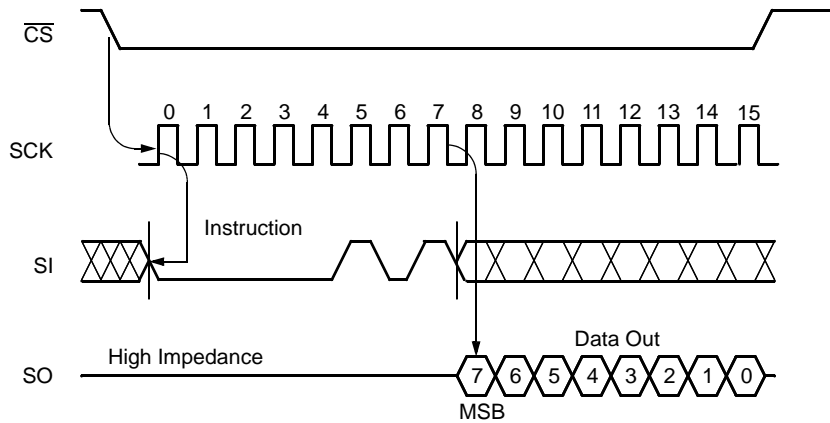 CS
0 1 2 3 4 5 6 7 8 9 10 11 12 13 14 15
SCK
Instruction
SI
High Impedance
Data Out
SO
7 6 5 4 3 2 1 0
MSB